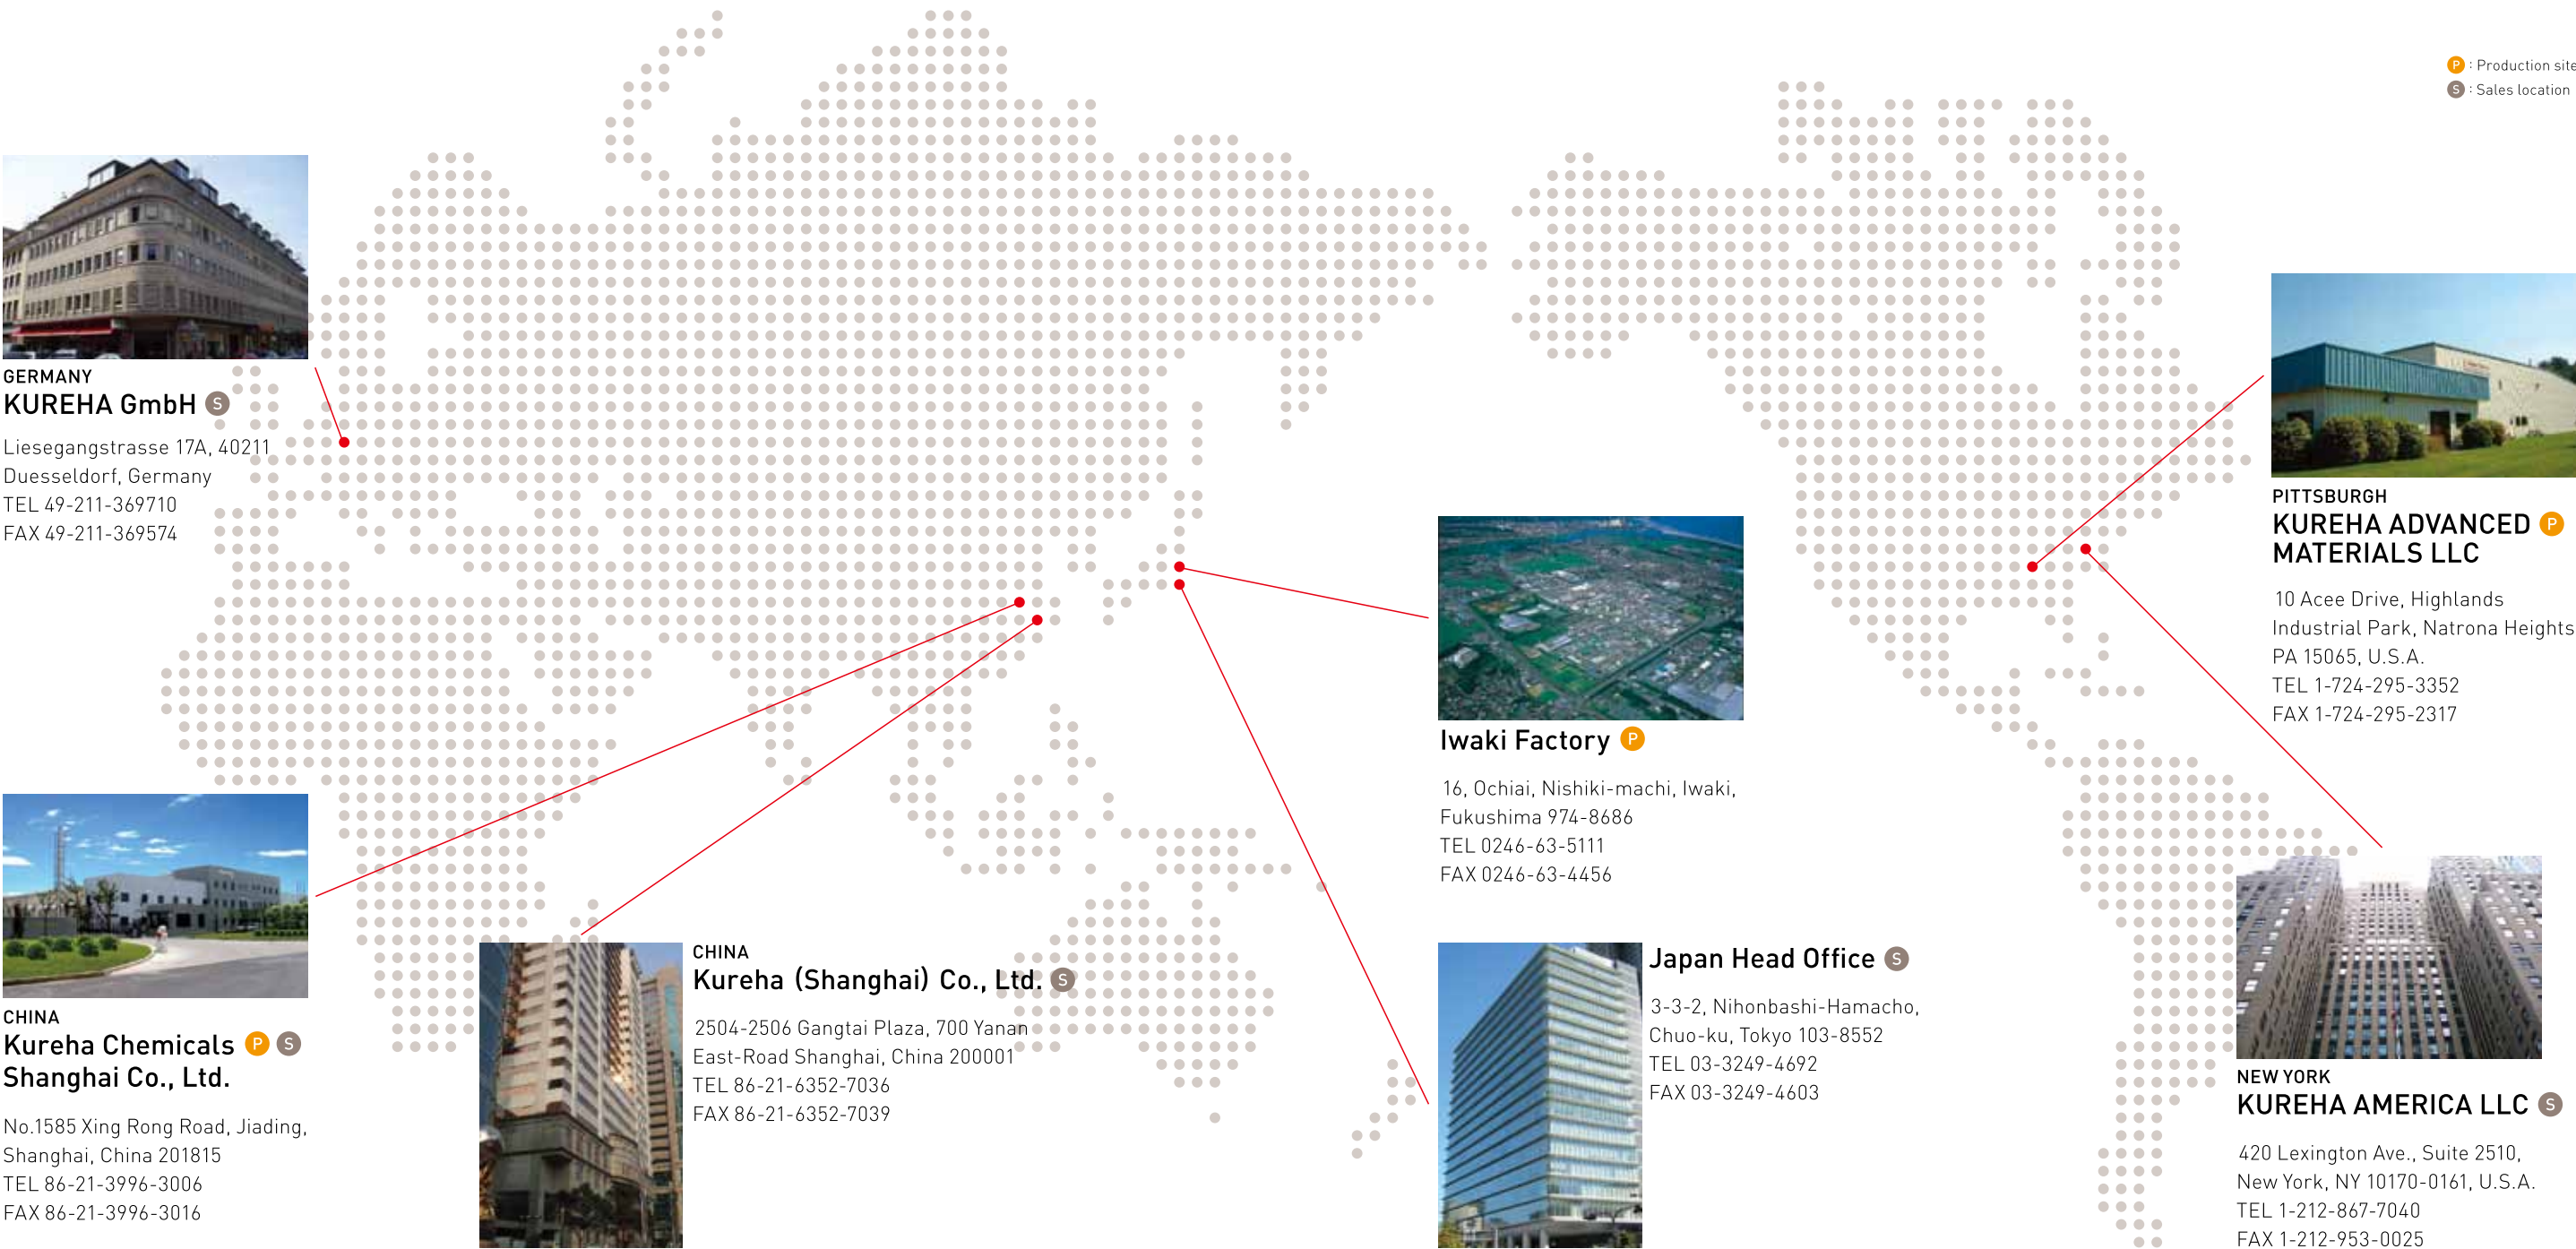 P : Production site
S : Sales location
GERMANY
KUREHA GmbH S
Liesegangstrasse 17A, 40211
Duesseldorf, Germany
TEL 49-211-369710
FAX 49-211-369574
PITTSBURGH
KUREHA ADVANCED P
MATERIALS LLC
10 Acee Drive, Highlands
Industrial Park, Natrona Heights
PA 15065, U.S.A.
TEL 1-724-295-3352
FAX 1-724-295-2317
Iwaki Factory P
16, Ochiai, Nishiki-machi, Iwaki,
Fukushima 974-8686
TEL 0246-63-5111
FAX 0246-63-4456
CHINA
Kureha Chemicals P S
Shanghai Co., Ltd.
No.1585 Xing Rong Road, Jiading,
Shanghai, China 201815
TEL 86-21-3996-3006
FAX 86-21-3996-3016
CHINA
Kureha (Shanghai) Co., Ltd. S
2504-2506 Gangtai Plaza, 700 Yanan
East-Road Shanghai, China 200001
TEL 86-21-6352-7036
FAX 86-21-6352-7039
Japan Head Office S
3-3-2, Nihonbashi-Hamacho,
Chuo-ku, Tokyo 103-8552
TEL 03-3249-4692
FAX 03-3249-4603
NEW YORK
KUREHA AMERICA LLC S
420 Lexington Ave., Suite 2510,
New York, NY 10170-0161, U.S.A.
TEL 1-212-867-7040
FAX 1-212-953-0025